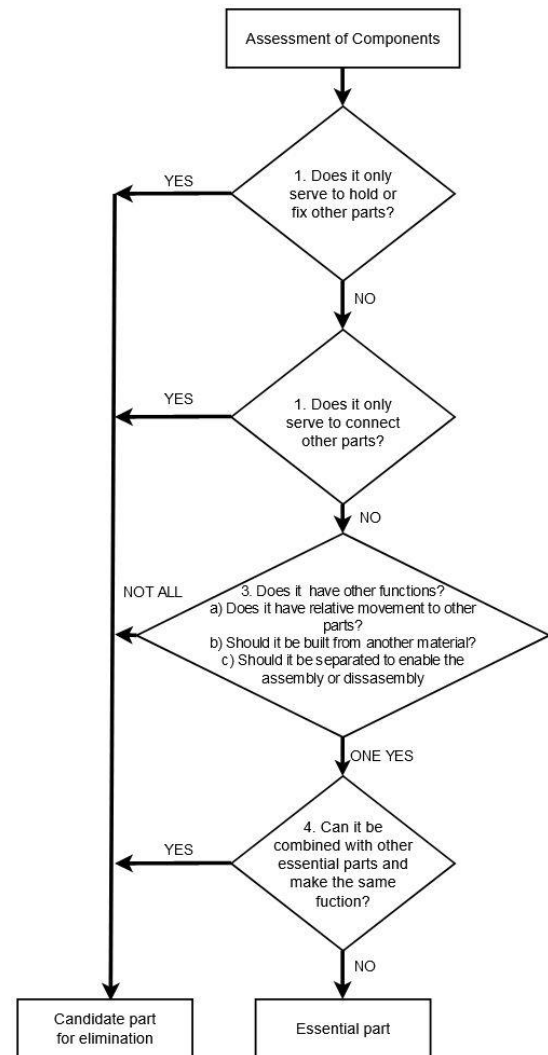 Assessment of Components
1. Does it only
serve to hold or
fix other parts?
YES
NO
1. Does it only
serve to connect
other parts?
YES
NO
3. Does it have other functions?
a) Does it have relative movement to other
parts?
b) Should it be built from another material?
c) Should it be separated to enable the
assembly or dissasembly
NOT ALL
ONE YES
4. Can it be
combined with other
essential parts and
make the same
fuction?
YES
NO
Candidate part
for elimination
Essential part